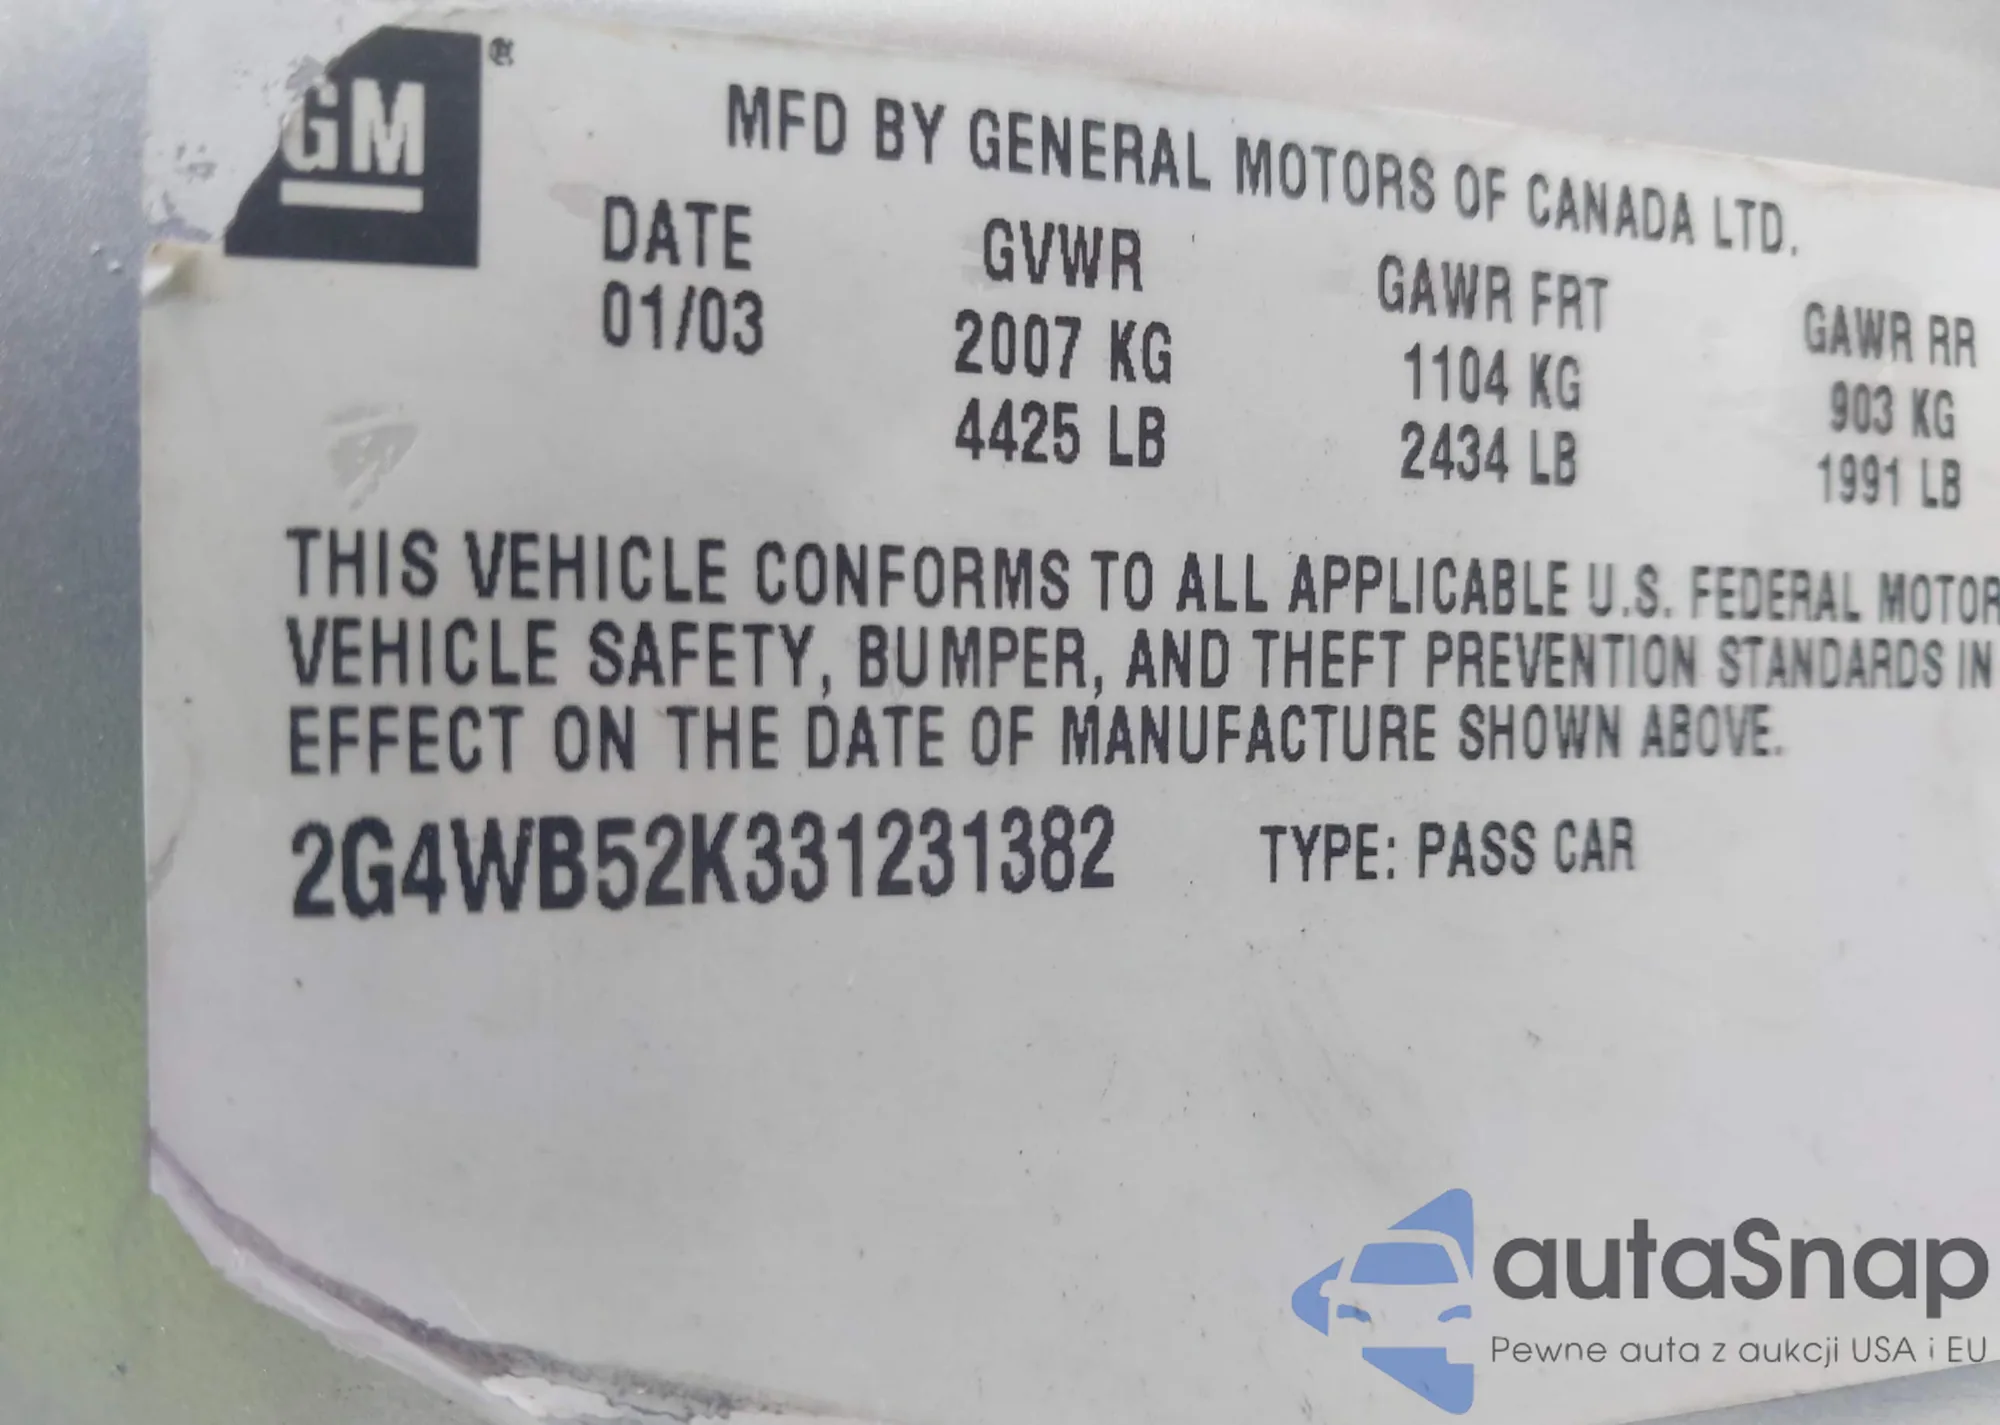 GM®
MFD BY GENERAL MOTORS OF CANADA LTD.
DATE GVWR GAWR FRT GAWR RR
01/03 2007 KG 1104 KG 903 KG
4425 LB 2434 LB 1991 LB
THIS VEHICLE CONFORMS TO ALL APPLICABLE U.S. FEDERAL MOTOR
VEHICLE SAFETY, BUMPER, AND THEFT PREVENTION STANDARDS IN
EFFECT ON THE DATE OF MANUFACTURE SHOWN ABOVE.
2G4WB52K331231382 TYPE: PASS CAR
autaSnap
Pewne auta z aukcji USA i EU